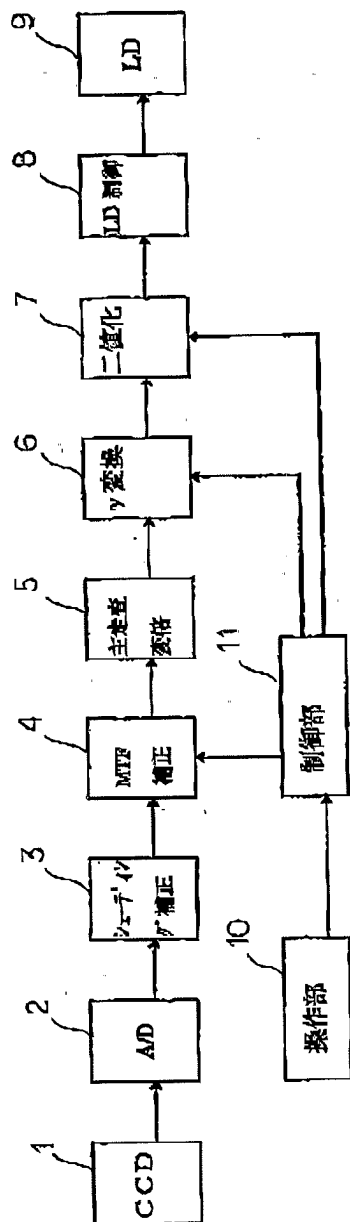 1
CCD
2
A/D
3
シェーディン
グ補正
4
MTF
補正
5
主走査
変倍
6
γ変換
7
二値化
8
LD制御
9
LD
10
操作部
11
制御部